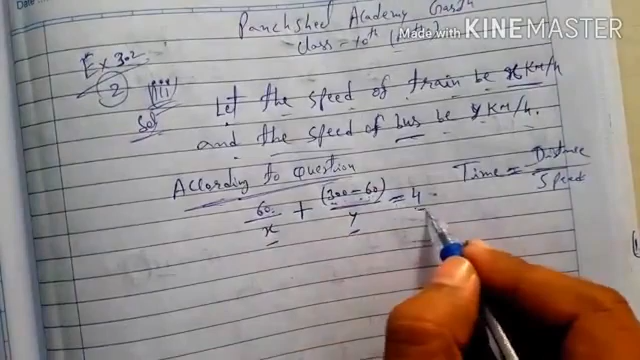 Panchsheel Academy
Class - 10th
Made with KINEMASTER
Ex 3.2
2 iii
Sol
Let the speed of train be x KM/h
and the speed of bus be y KM/h.
According to question
60/x + (300-60)/y = 4
Time = Distance/Speed